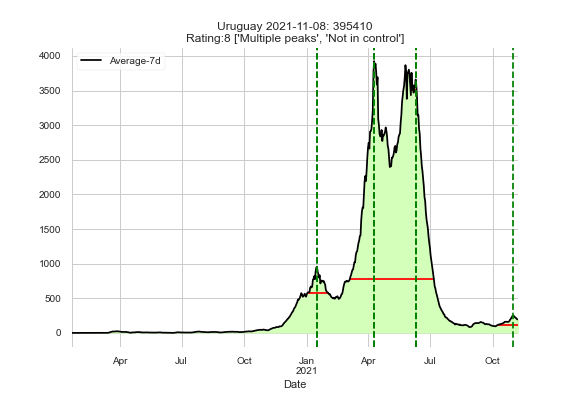 Uruguay 2021-11-08: 395410
Rating:8 ['Multiple peaks', 'Not in control']
Average-7d
4000
3500
3000
2500
2000
1500
1000
500
0
Apr Jul Oct Jan Apr Jul Oct
2021
Date